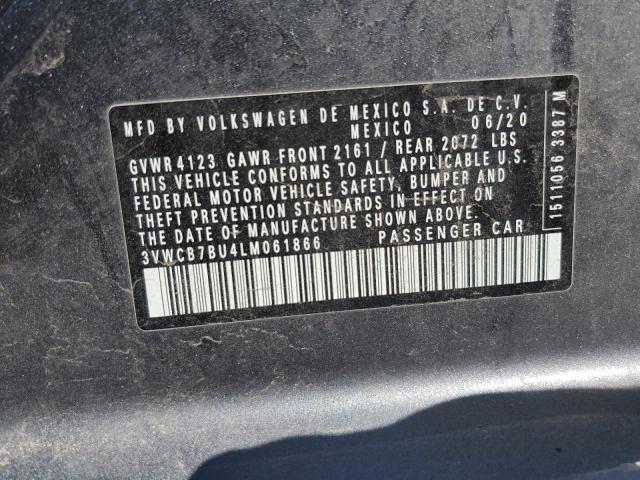 MFD BY VOLKSWAGEN DE MEXICO S.A. DE C.V.
MEXICO 06/20
GVWR 4123 GAWR FRONT 2161 / REAR 2072 LBS
THIS VEHICLE CONFORMS TO ALL APPLICABLE U.S.
FEDERAL MOTOR VEHICLE SAFETY, BUMPER AND
THEFT PREVENTION STANDARDS IN EFFECT ON
THE DATE OF MANUFACTURE SHOWN ABOVE.
3VWCB7BU4LM061866 PASSENGER CAR
1511056 3387 M